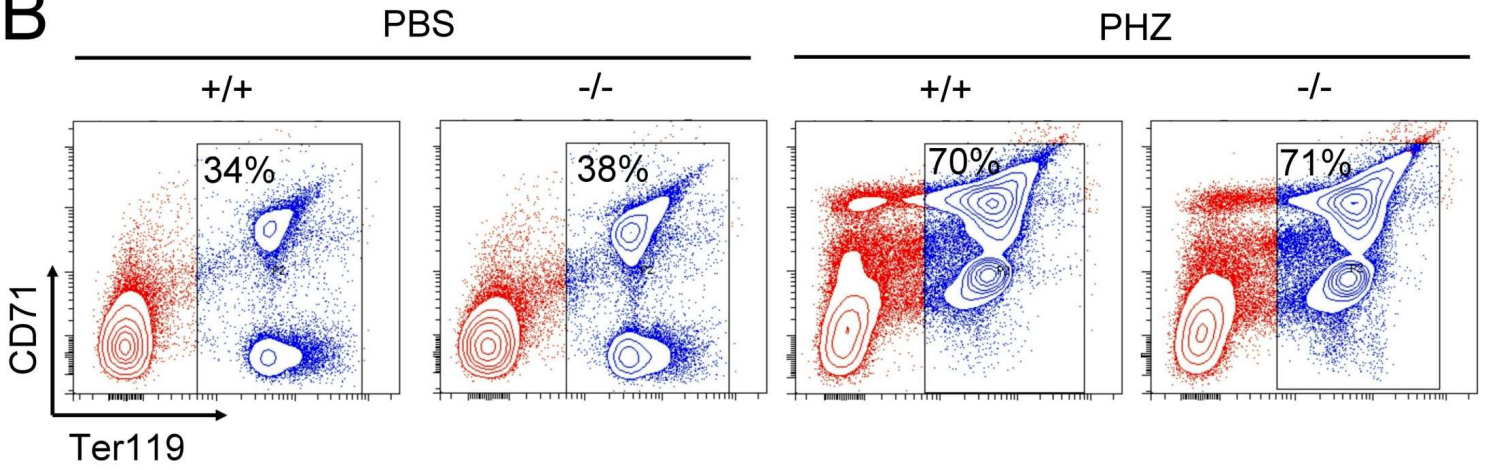 B
PBS PHZ
+/+ -/- +/+ -/-
34% 38% 70% 71%
CD71
Ter119